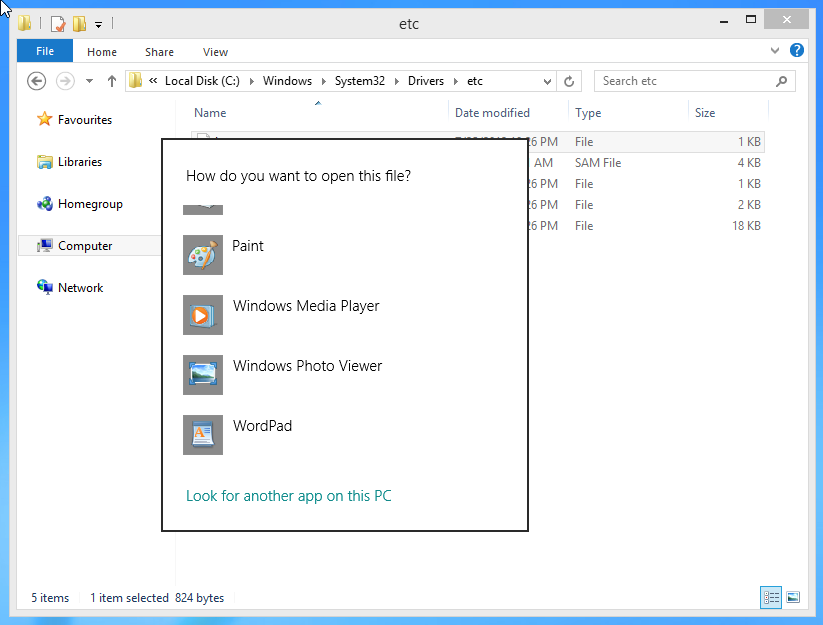 etc
File Home Share View
« Local Disk (C:) Windows System32 Drivers etc
Search etc
Name Date modified Type Size
File 1 KB
AM SAM File 4 KB
26 PM File 1 KB
26 PM File 2 KB
26 PM File 18 KB
Favourites
Libraries
Homegroup
Computer
Network
How do you want to open this file?
Paint
Windows Media Player
Windows Photo Viewer
WordPad
Look for another app on this PC
5 items 1 item selected 824 bytes